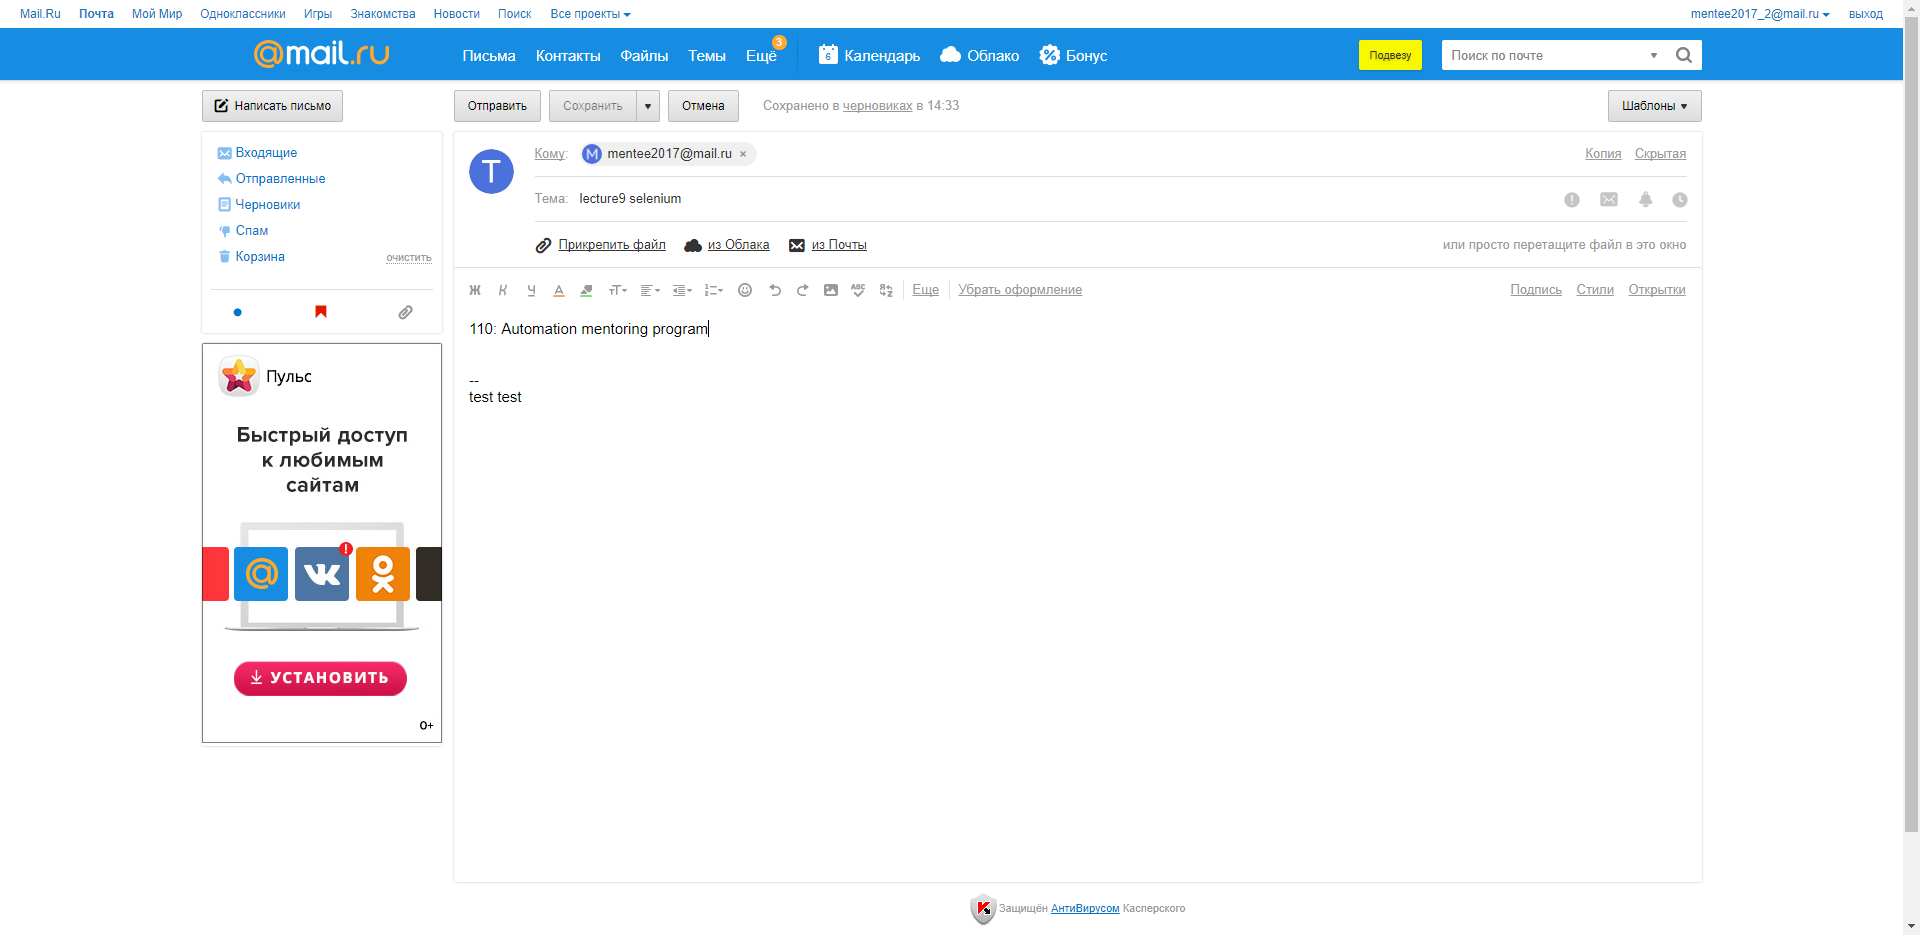 Mail.Ru Почта Мой Мир Одноклассники Игры Знакомства Новости Поиск Все проекты mentee2017_2@mail.ru выход
@mail.ru Письма Контакты Файлы Темы Ещё 3 6 Календарь Облако Бонус Подвезу Поиск по почте
Написать письмо Отправить Сохранить Отмена Сохранено в черновиках в 14:33 Шаблоны
Входящие
Отправленные
Черновики
Спам
Корзина очистить
T
Кому: M mentee2017@mail.ru × Копия Скрытая
Тема: lecture9 selenium
Прикрепить файл из Облака из Почты или просто перетащите файл в это окно
Ж К Ч А тТ ABC Еще Убрать оформление Подпись Стили Открытки
110: Automation mentoring program
--
test test
Пульс
Быстрый доступ
к любимым
сайтам
@ !
УСТАНОВИТЬ
0+
Защищён АнтиВирусом Касперского